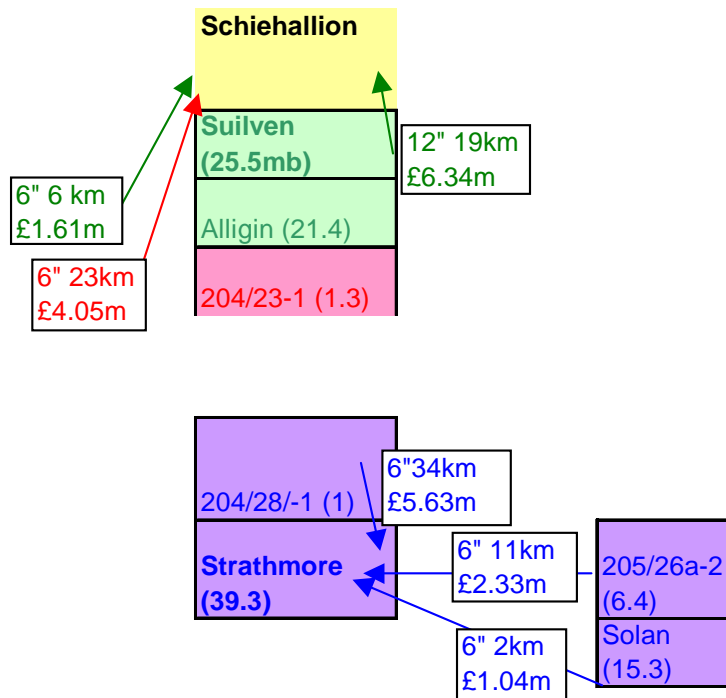 Schiehallion
Suilven
(25.5mb)
12" 19km
£6.34m
6" 6 km
£1.61m
Alligin (21.4)
6" 23km
£4.05m
204/23-1 (1.3)
6"34km
£5.63m
204/28/-1 (1)
6" 11km
£2.33m
Strathmore
(39.3)
205/26a-2
(6.4)
6" 2km
£1.04m
Solan
(15.3)